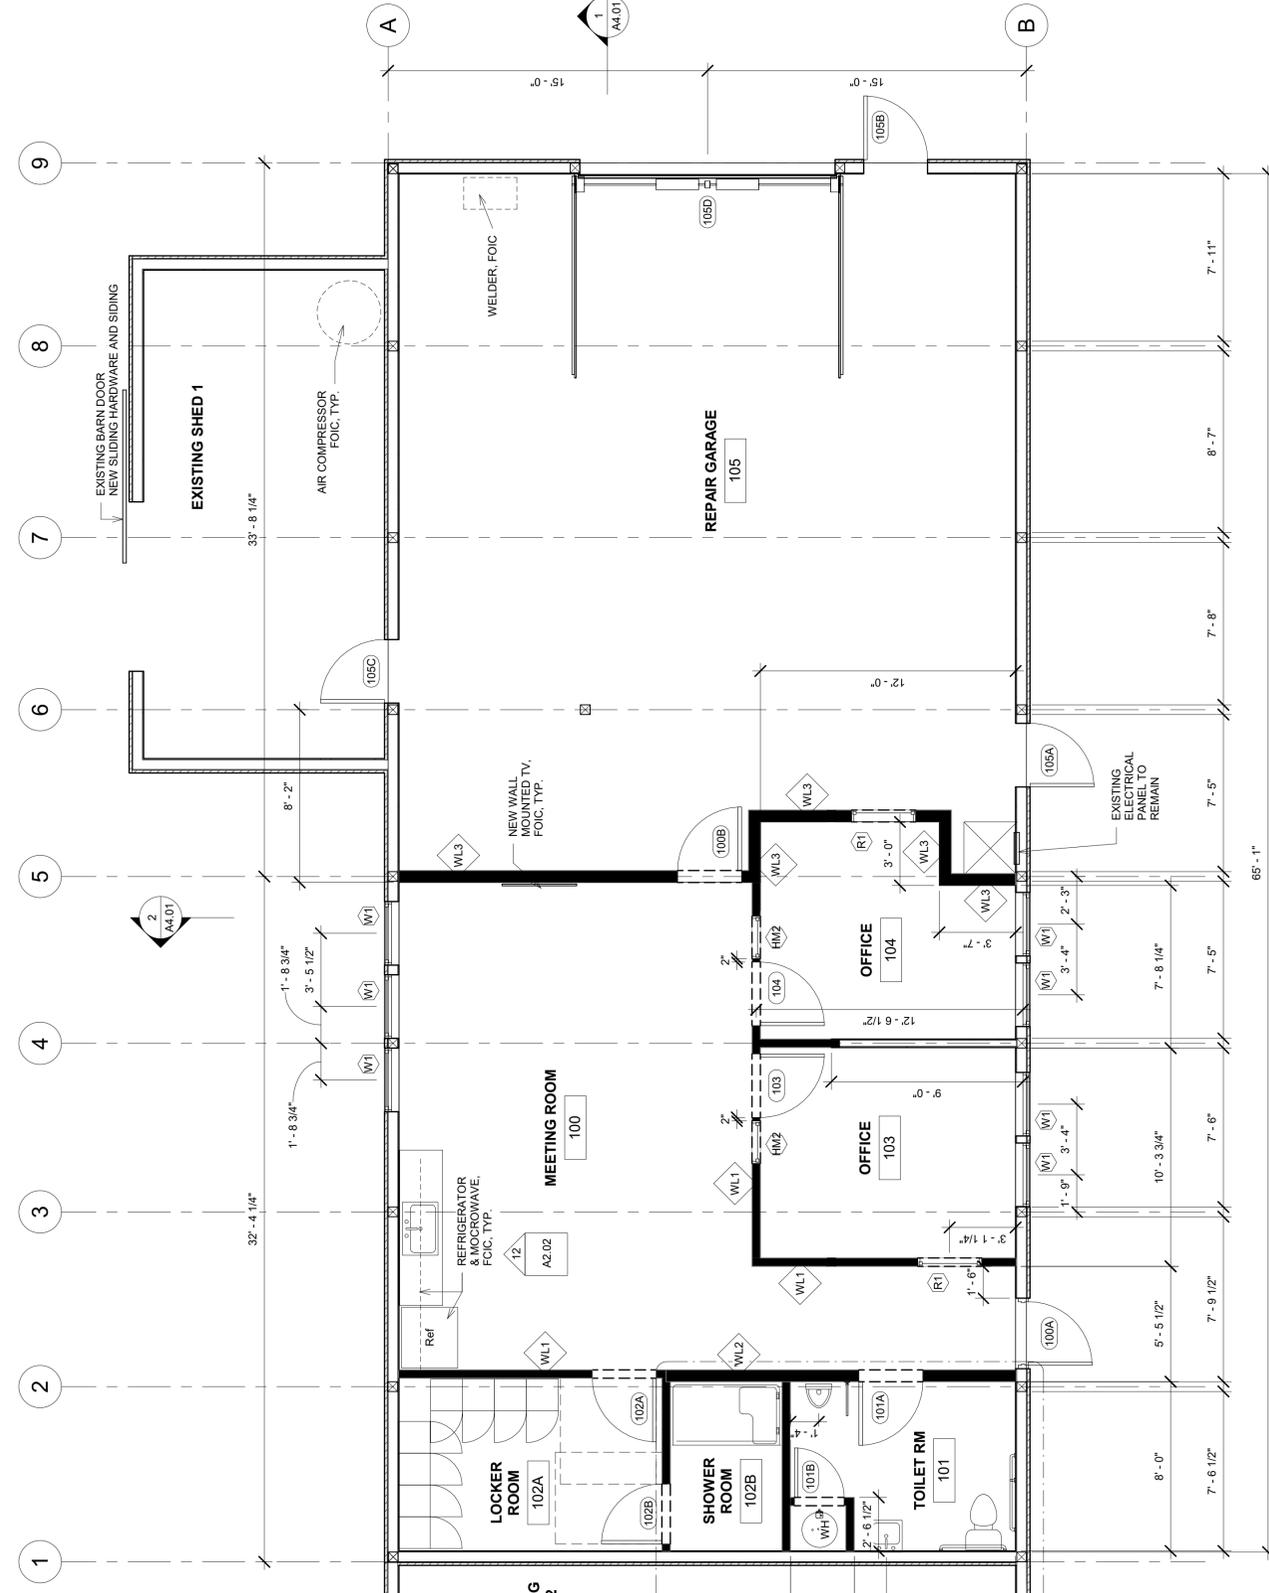 A
B
1
A4.01
15' - 0"
15' - 0"
105B
9
105D
WELDER, FOIC
EXISTING BARN DOOR
NEW SLIDING HARDWARE AND SIDING
EXISTING SHED 1
AIR COMPRESSOR
FOIC, TYP.
33' - 8 1/4"
8
7
6
REPAIR GARAGE
105
7' - 11"
8' - 7"
7' - 8"
7' - 5"
65' - 1"
105C
12' - 0"
8' - 2"
NEW WALL
MOUNTED TV,
FOIC, TYP.
WL3
100B
WL3
WL3
R1
3' - 0"
WL3
WL3
105A
EXISTING
ELECTRICAL
PANEL TO
REMAIN
5
2
A4.01
W1
W1
W1
1' - 8 3/4"
3' - 5 1/2"
1' - 8 3/4"
HM2
2"
104
OFFICE
104
3' - 7"
12' - 6 1/2"
W1
W1
2' - 3"
3' - 4"
7' - 8 1/4"
7' - 5"
4
MEETING ROOM
100
103
2"
HM2
WL1
9' - 0"
OFFICE
103
W1
W1
3' - 4"
1' - 9"
10' - 3 3/4"
7' - 6"
3
32' - 4 1/4"
REFRIGERATOR
& MOCROWAVE,
FCIC, TYP.
12
A2.02
Ref
WL1
R1
3' - 1 1/4"
1' - 6"
100A
5' - 5 1/2"
7' - 9 1/2"
WL1
WL2
2
102A
LOCKER
ROOM
102A
102B
SHOWER
ROOM
102B
1' - 4"
101A
101B
WH
2' - 6 1/2"
TOILET RM
101
8' - 0"
7' - 6 1/2"
1
G